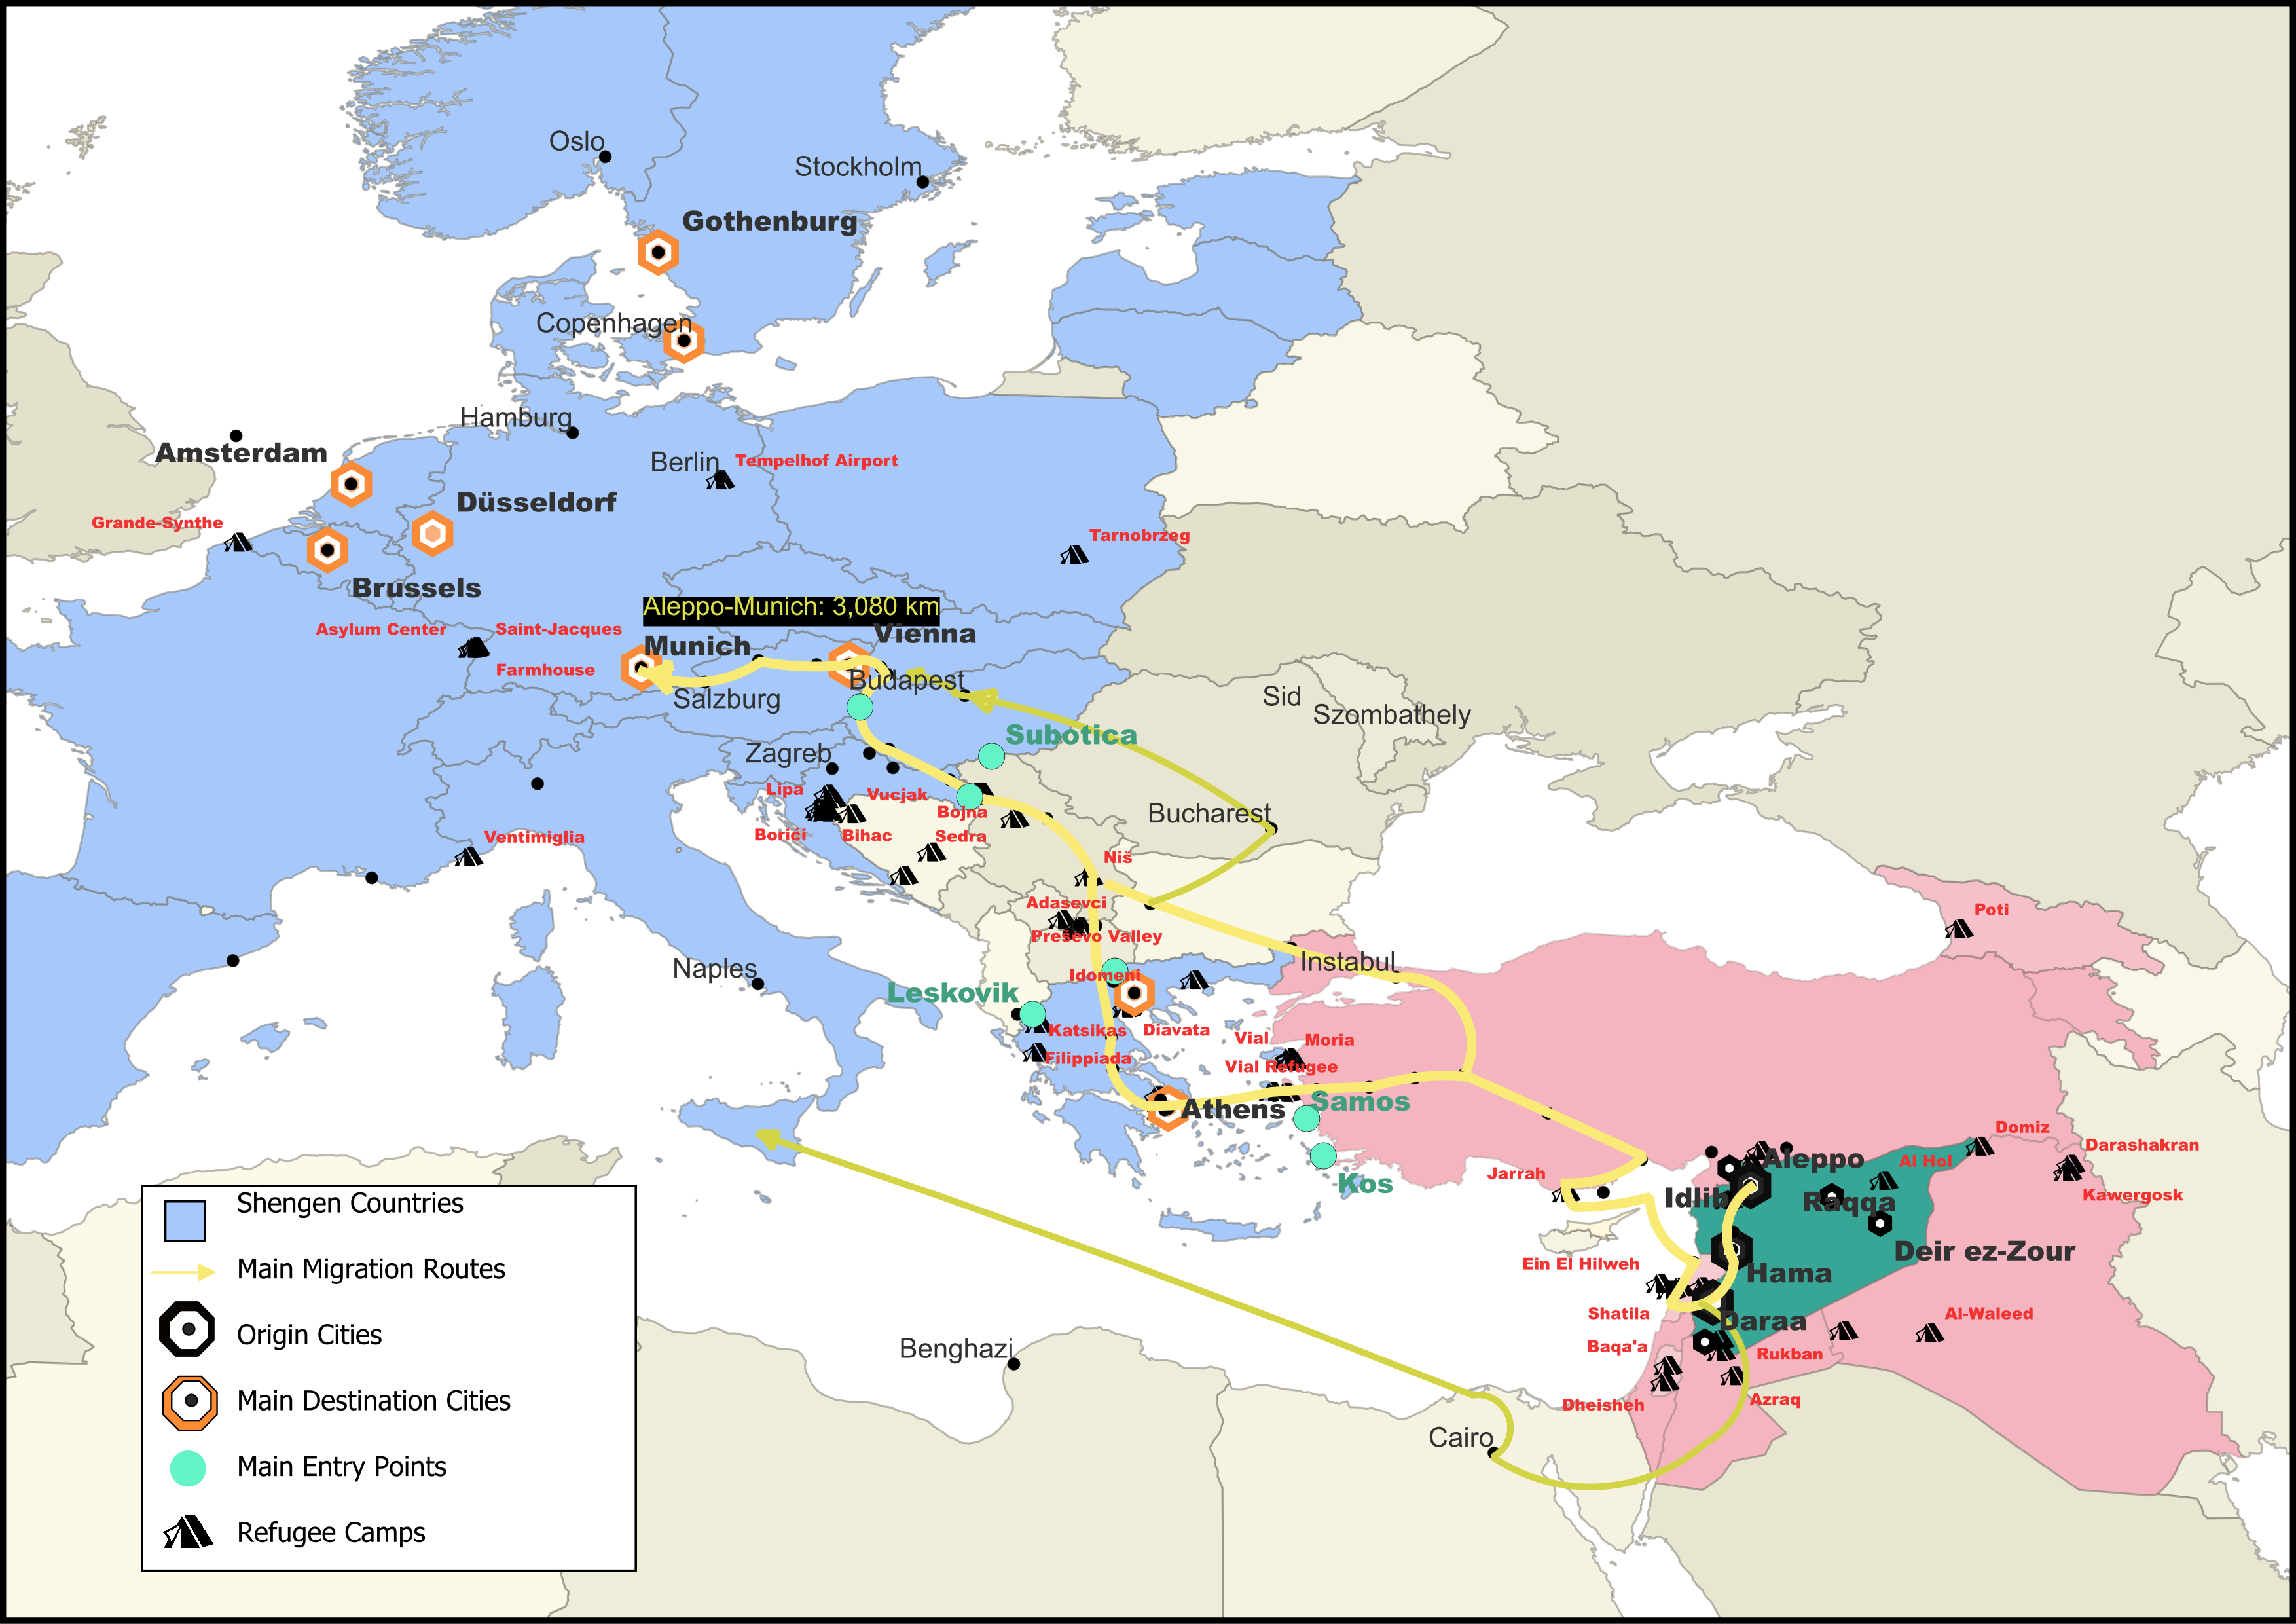 Oslo
Stockholm
Gothenburg
Copenhagen
Hamburg
Amsterdam
Berlin
Tempelhof Airport
Düsseldorf
Grande-Synthe
Tarnobrzeg
Brussels
Aleppo-Munich: 3,080 km
Asylum Center
Saint-Jacques
Vienna
Munich
Farmhouse
Budapest
Salzburg
Sid
Szombathely
Subotica
Zagreb
Lipa
Vucjak
Bojna
Bucharest
Borići
Bihac
Sedra
Ventimiglia
Niš
Adasevci
Poti
Preševo Valley
Naples
Idomeni
Instabul
Leskovik
Katsikas
Diavata
Vial
Moria
Filippiada
Vial Refugee
Athens
Samos
Domiz
Darashakran
Aleppo
Al Hol
Jarrah
Kos
Idlib
Raqqa
Kawergosk
Deir ez-Zour
Ein El Hilweh
Hama
Shatila
Daraa
Al-Waleed
Baqa'a
Rukban
Benghazi
Dheisheh
Azraq
Cairo
Shengen Countries
Main Migration Routes
Origin Cities
Main Destination Cities
Main Entry Points
Refugee Camps